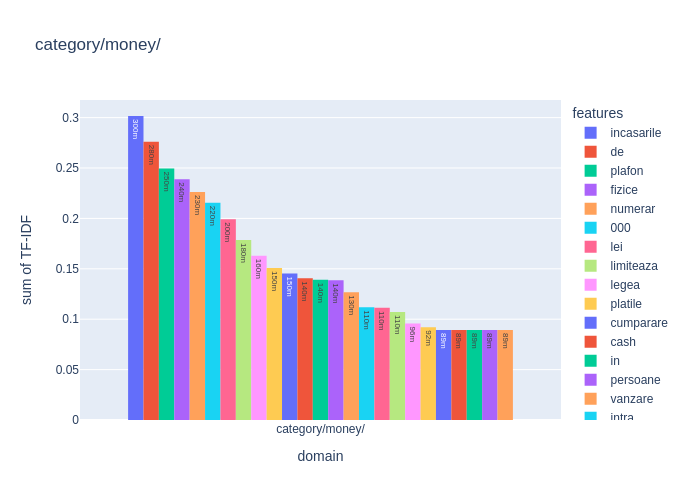 category/money/
features
incasarile
de
plafon
fizice
numerar
000
lei
limiteaza
legea
platile
cumparare
cash
in
persoane
vanzare
intra
sum of TF-IDF
0.3
0.25
0.2
0.15
0.1
0.05
0
300m
280m
250m
240m
230m
220m
200m
180m
160m
150m
150m
140m
140m
140m
130m
110m
110m
110m
96m
92m
89m
89m
89m
89m
89m
category/money/
domain